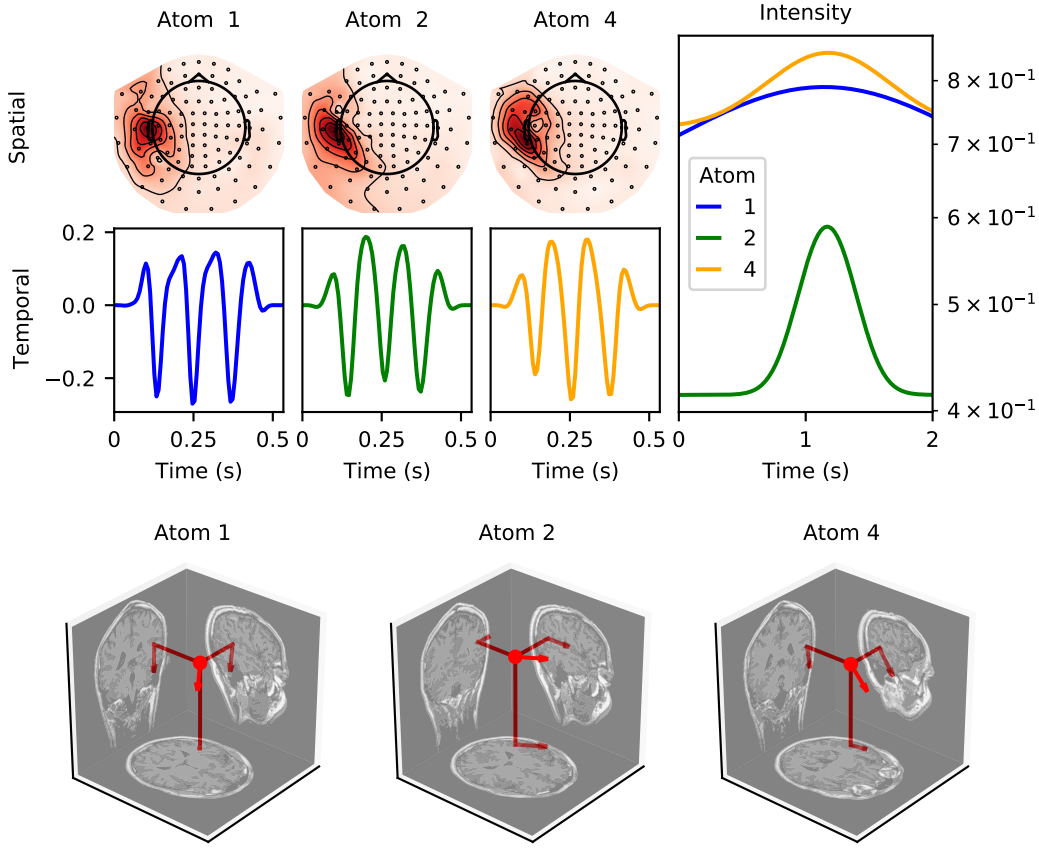 Atom 1
Atom 2
Atom 4
Intensity
Spatial
8 × 10⁻¹
7 × 10⁻¹
6 × 10⁻¹
5 × 10⁻¹
4 × 10⁻¹
Atom
1
2
4
0 1 2
Time (s)
Temporal
0.2
0.0
−0.2
0 0.25 0.5
0 0.25 0.5
0 0.25 0.5
Time (s)
Time (s)
Time (s)
Atom 1
Atom 2
Atom 4